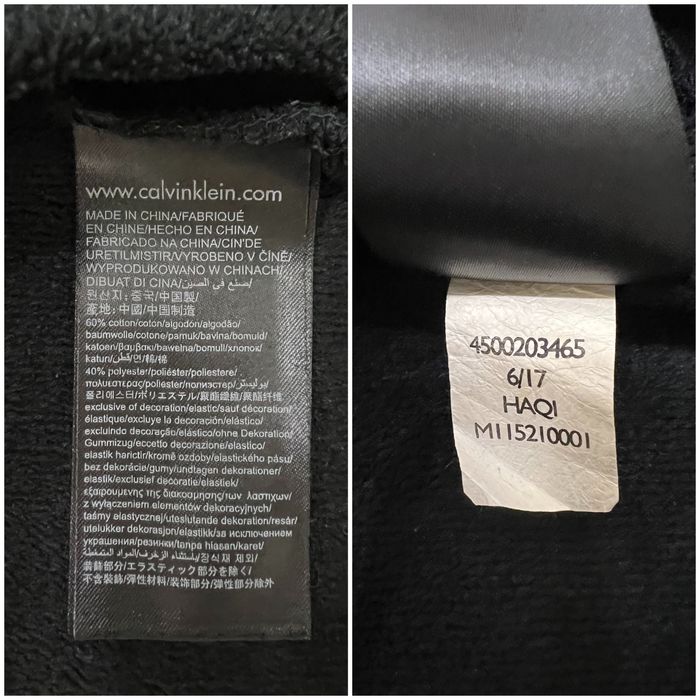 www.calvinklein.com
MADE IN CHINA/FABRIQUÉ
EN CHINE/HECHO EN CHINA/
FABRICADO NA CHINA/CIN'DE
URETILMISTIR/VYROBENO V ČÍNĚ/
WYPRODUKOWANO W CHINACH/
DIBUAT DI CINA/صنع في الصين/
원산지: 중국/中国製/
產地: 中國/中国制造
60% cotton/coton/algodón/algodão/
baumwolle/cotone/pamuk/bavlna/bomuld/
katoen/βαμβακι/bawełna/bomull/хлопок/
katun/قطن/면/棉/棉
40% polyester/poliéster/poliestere/
πολυεστερας/poliester/полиэстер/بوليستر/
폴리에스터/ポリエステル/聚酯纖維/聚酯纤维
exclusive of decoration/elastic/sauf décoration/
élastique/excluye la decoración/elástico/
excluindo decoração/elástico/ohne Dekoration/
Gummizug/eccetto decorazione/
elastik harictir/kromě ozdoby/elastického pásu/
bez dekorácie/gumy/undtagen dekorationer/
elastik/exclusief decoratie/elastiek/
εξαιρουμενης της διακοσμησης/των λαστιχων/
z wyłączeniem elementów dekoracyjnych/
taśmy elastycznej/uteslutande dekoration/resår/
utelukker dekorasjon/elastikk/за исключением
украшения/резинки/tanpa hiasan/karet/
باستثناء الزخرف/المواد المتمغطة/장식재 제외/
装飾部分/エラスティック部分を除く/
不含裝飾/彈性材料/装饰部分/弹性部分除外
4500203465
6/17
HAQI
M115210001